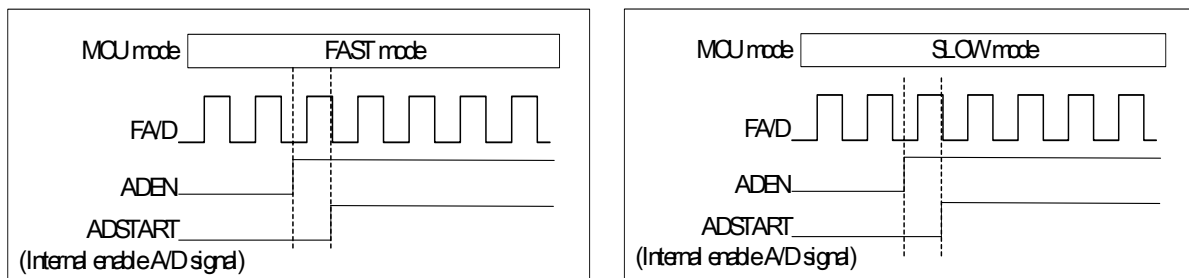 MCU mode FAST mode
FA/D
ADEN
ADSTART
(Internal enable A/D signal)
MCU mode SLOW mode
FA/D
ADEN
ADSTART
(Internal enable A/D signal)